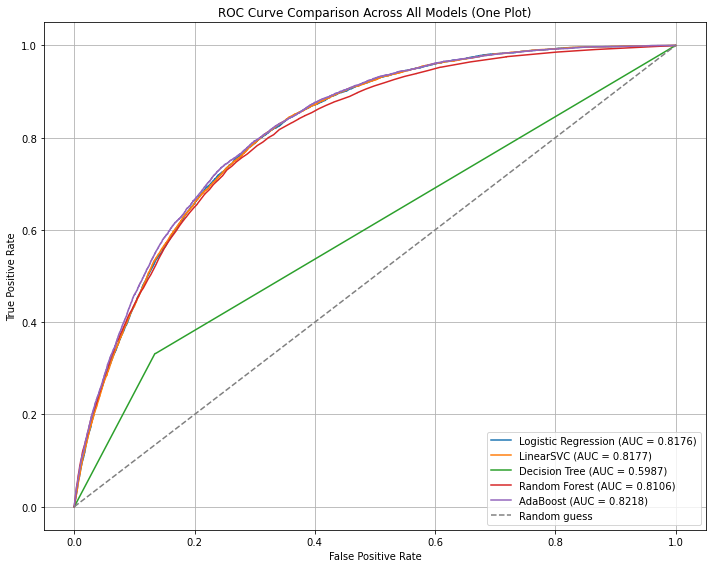 ROC Curve Comparison Across All Models (One Plot)
True Positive Rate
1.0
0.8
0.6
0.4
0.2
0.0
Logistic Regression (AUC = 0.8176)
LinearSVC (AUC = 0.8177)
Decision Tree (AUC = 0.5987)
Random Forest (AUC = 0.8106)
AdaBoost (AUC = 0.8218)
Random guess
0.0 0.2 0.4 0.6 0.8 1.0
False Positive Rate